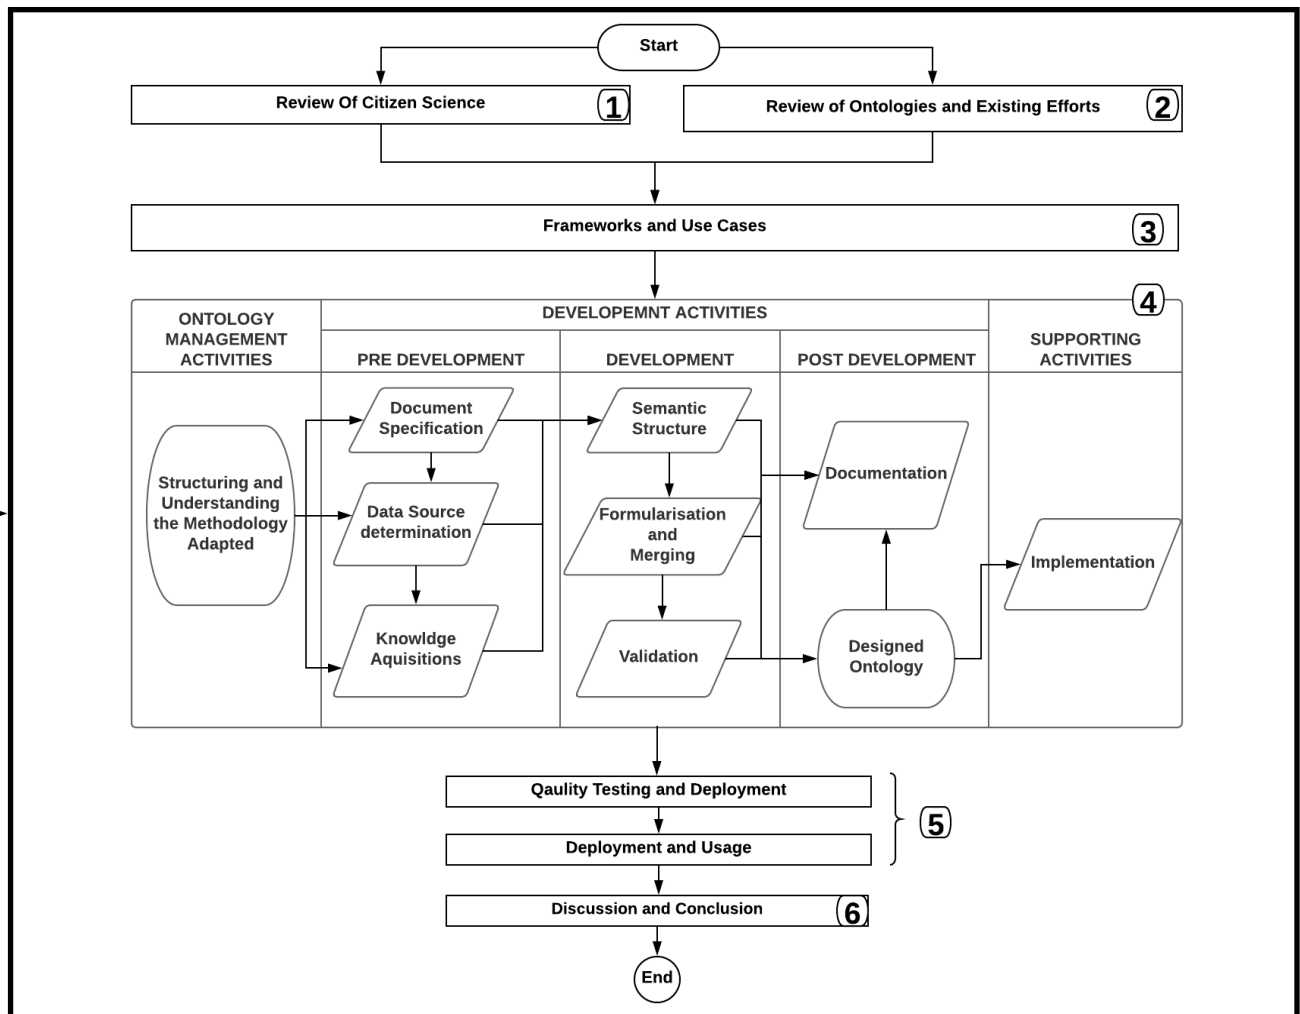 Start
Review Of Citizen Science
1
Review of Ontologies and Existing Efforts
2
Frameworks and Use Cases
3
4
ONTOLOGY
MANAGEMENT
ACTIVITIES
DEVELOPEMNT ACTIVITIES
PRE DEVELOPMENT
DEVELOPMENT
POST DEVELOPMENT
SUPPORTING
ACTIVITIES
Structuring and
Understanding
the Methodology
Adapted
Document
Specification
Data Source
determination
Knowldge
Aquisitions
Semantic
Structure
Formularisation
and
Merging
Validation
Documentation
Designed
Ontology
Implementation
Qaulity Testing and Deployment
Deployment and Usage
5
Discussion and Conclusion
6
End